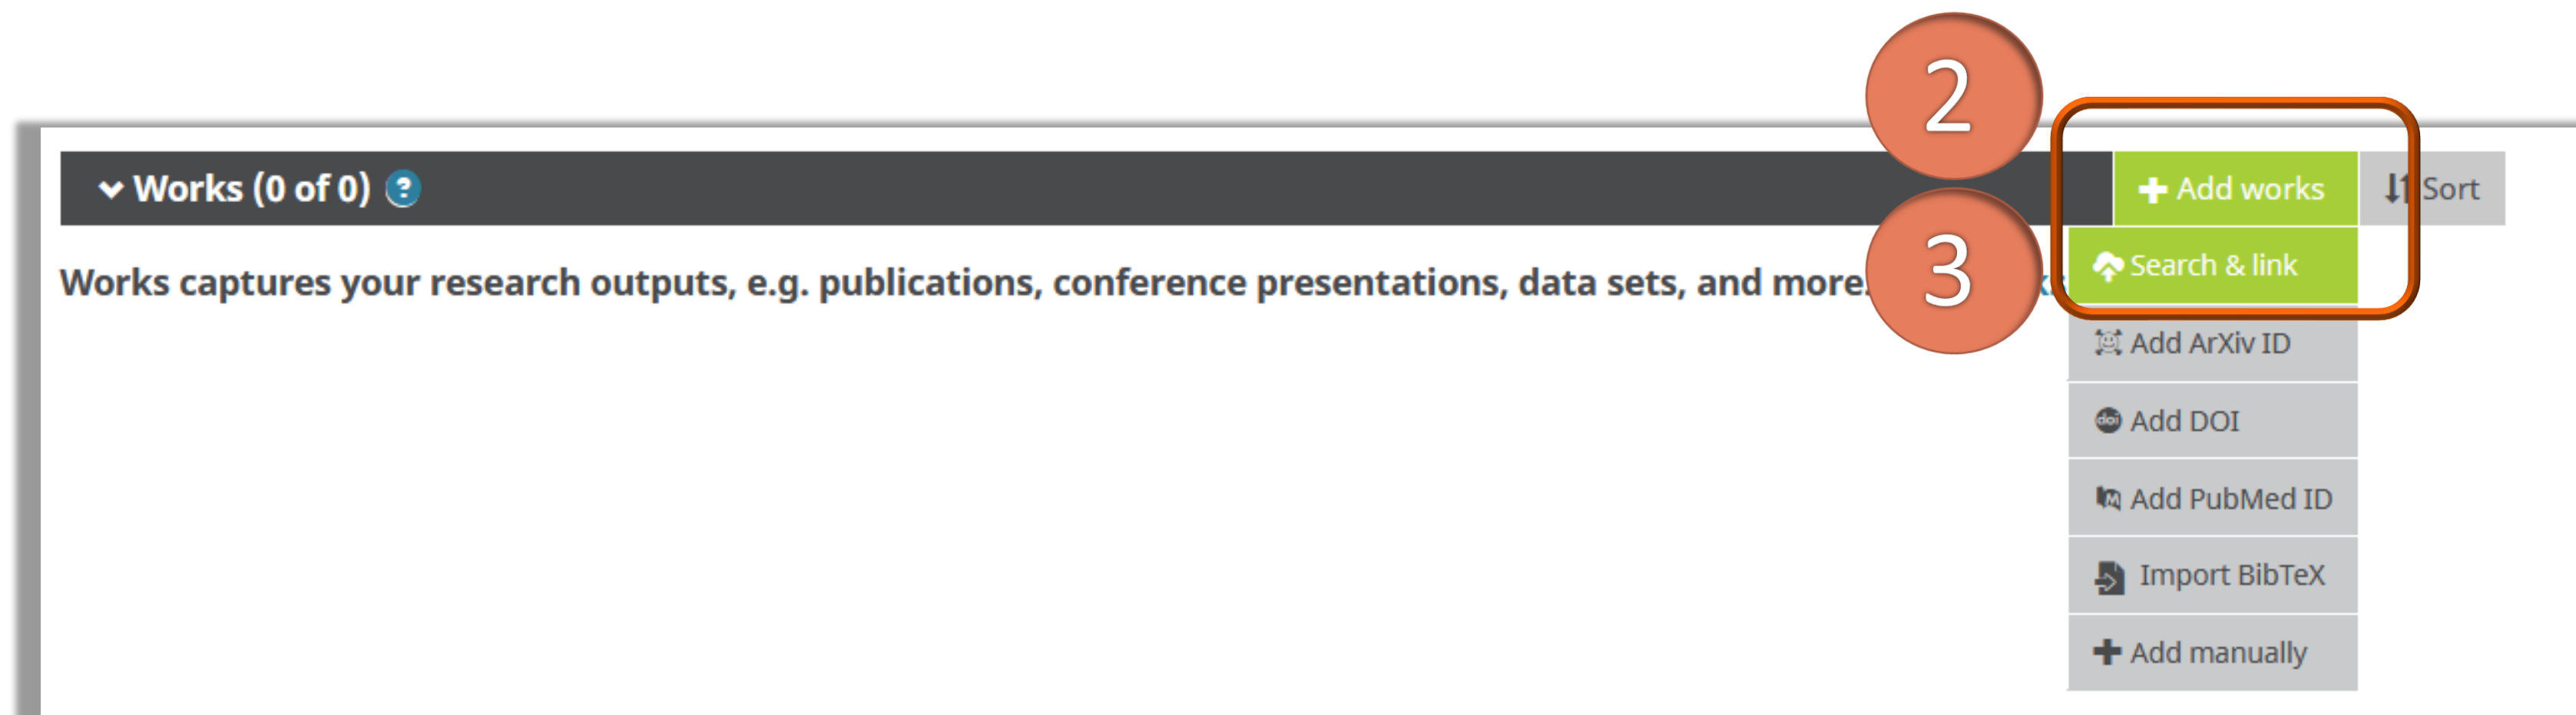 2
Works (0 of 0) ?
Add works
Sort
3
Works captures your research outputs, e.g. publications, conference presentations, data sets, and more.
Search & link
Add ArXiv ID
doi Add DOI
Add PubMed ID
Import BibTeX
Add manually